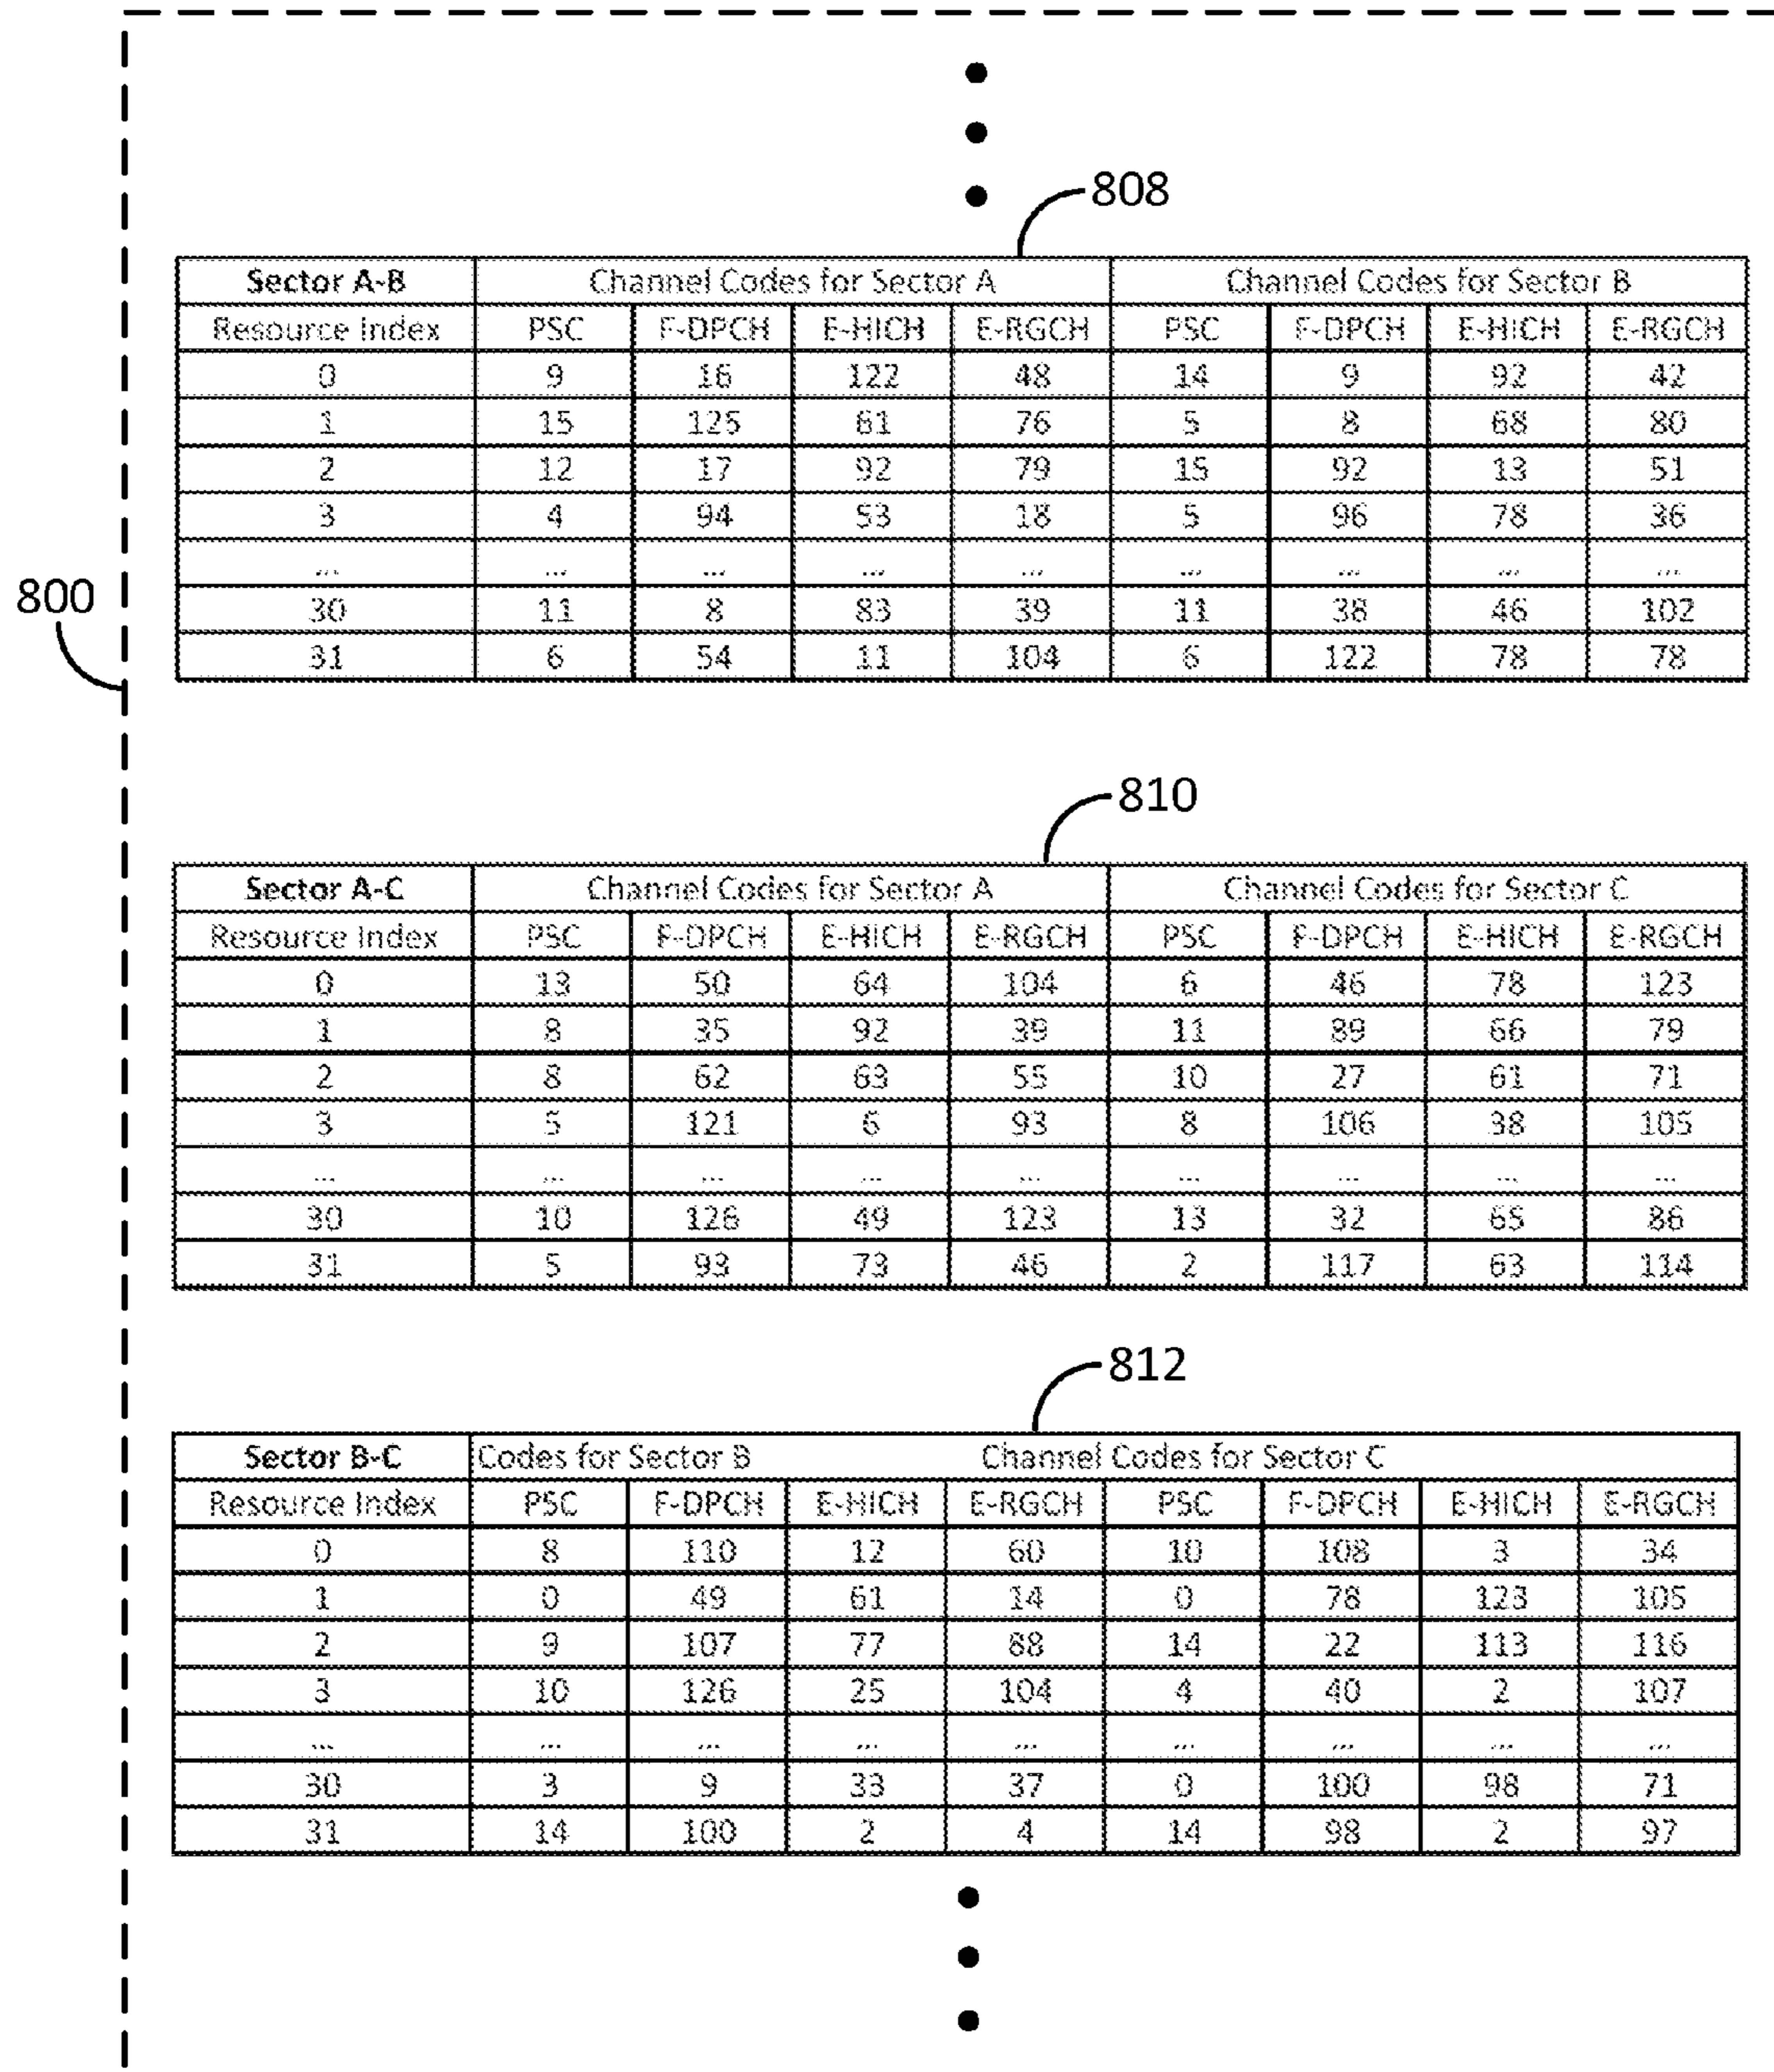 808
Sector A-B Channel Codes for Sector A Channel Codes for Sector B
Resource Index PSC F-DPCH E-HICH E-RGCH PSC F-DPCH E-HICH E-RGCH
0 9 16 122 48 14 9 92 42
1 15 125 61 76 5 8 68 80
2 12 17 92 79 15 92 13 51
3 4 94 53 18 5 96 78 36
... ... ... ... ... ... ... ... ...
800
30 11 8 83 39 11 38 46 102
31 6 54 11 104 6 122 78 78
810
Sector A-C Channel Codes for Sector A Channel Codes for Sector C
Resource Index PSC F-DPCH E-HICH E-RGCH PSC F-DPCH E-HICH E-RGCH
0 13 50 64 104 6 46 78 123
1 8 35 92 39 11 89 66 79
2 8 62 63 55 10 27 61 71
3 5 121 6 93 8 106 38 105
... ... ... ... ... ... ... ... ...
30 10 126 49 123 13 32 65 86
31 5 93 73 46 2 117 63 114
812
Sector B-C Codes for Sector B Channel Codes for Sector C
Resource Index PSC F-DPCH E-HICH E-RGCH PSC F-DPCH E-HICH E-RGCH
0 8 110 12 60 10 108 3 34
1 0 49 61 14 0 78 123 105
2 9 107 77 88 14 22 113 116
3 10 126 25 104 4 40 2 107
... ... ... ... ... ... ... ... ...
30 3 9 33 37 0 100 98 71
31 14 100 2 4 14 98 2 97